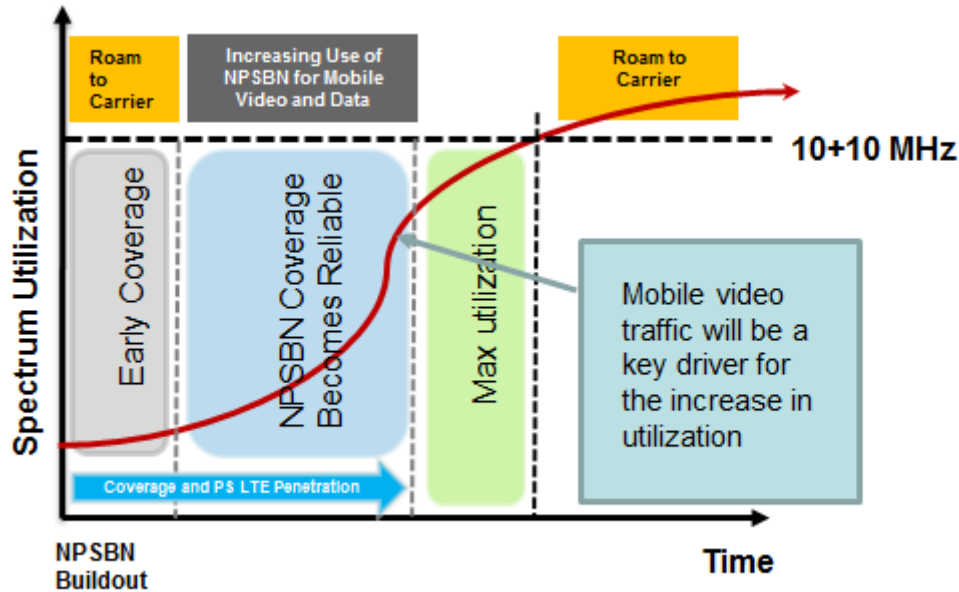 Roam
to
Carrier
Increasing Use of
NPSBN for Mobile
Video and Data
Roam to
Carrier
10+10 MHz
Spectrum Utilization
Early Coverage
NPSBN Coverage
Becomes Reliable
Max utilization
Mobile video
traffic will be a
key driver for
the increase in
utilization
Coverage and PS LTE Penetration
NPSBN
Buildout
Time